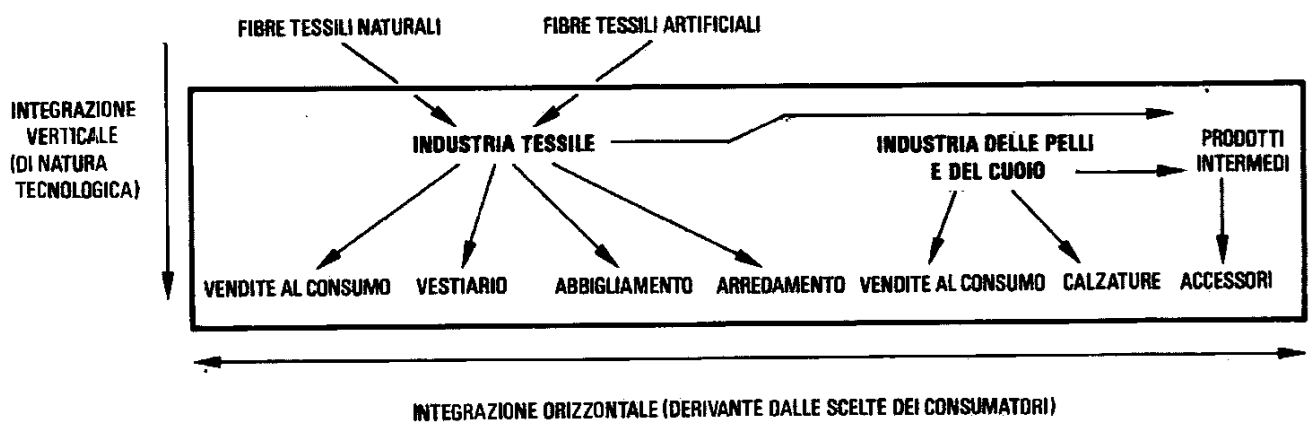 FIBRE TESSILI NATURALI
FIBRE TESSILI ARTIFICIALI
INTEGRAZIONE
VERTICALE
(DI NATURA
TECNOLOGICA)
INDUSTRIA TESSILE
INDUSTRIA DELLE PELLI
E DEL CUOIO
PRODOTTI
INTERMEDI
VENDITE AL CONSUMO
VESTIARIO
ABBIGLIAMENTO
ARREDAMENTO
VENDITE AL CONSUMO
CALZATURE
ACCESSORI
INTEGRAZIONE ORIZZONTALE (DERIVANTE DALLE SCELTE DEI CONSUMATORI)